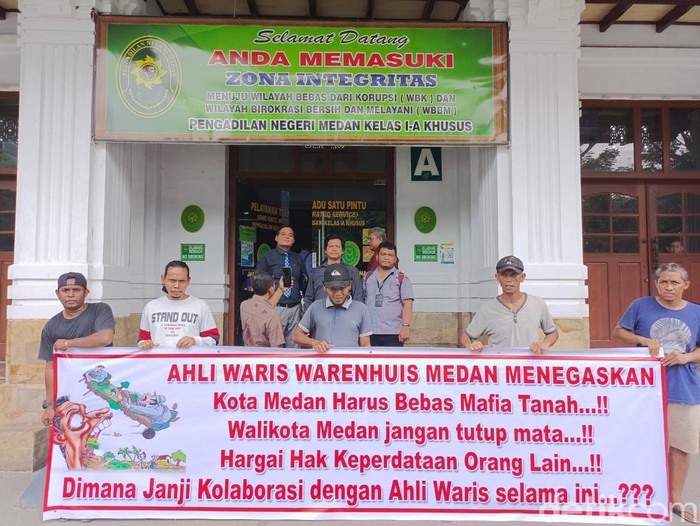 Selamat Datang
ANDA MEMASUKI
ZONA INTEGRITAS
MENUJU WILAYAH BEBAS DARI KORUPSI ( WBK ) DAN
WILAYAH BIROKRASI BERSIH DAN MELAYANI ( WBBM )
PENGADILAN NEGERI MEDAN KELAS I-A KHUSUS
A
PELAYANAN
ADU SATU PINTU
KHUSUS
STAND OUT
AHLI WARIS WARENHUIS MEDAN MENEGASKAN
Kota Medan Harus Bebas Mafia Tanah...!!
Walikota Medan jangan tutup mata...!!
Hargai Hak Keperdataan Orang Lain...!!
Dimana Janji Kolaborasi dengan Ahli Waris selama ini...???
detikcom